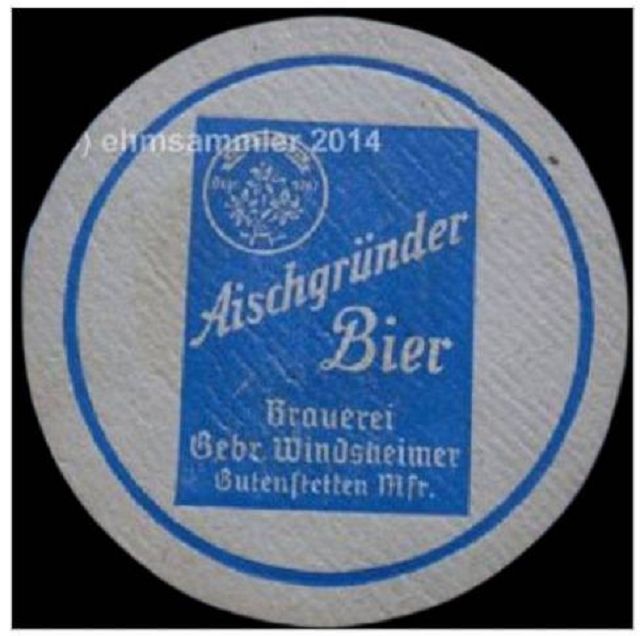 ) ehmsammler 2014
Aischgründer
Bier
Brauerei
Gebr. Windsheimer
Gutenstetten Mfr.